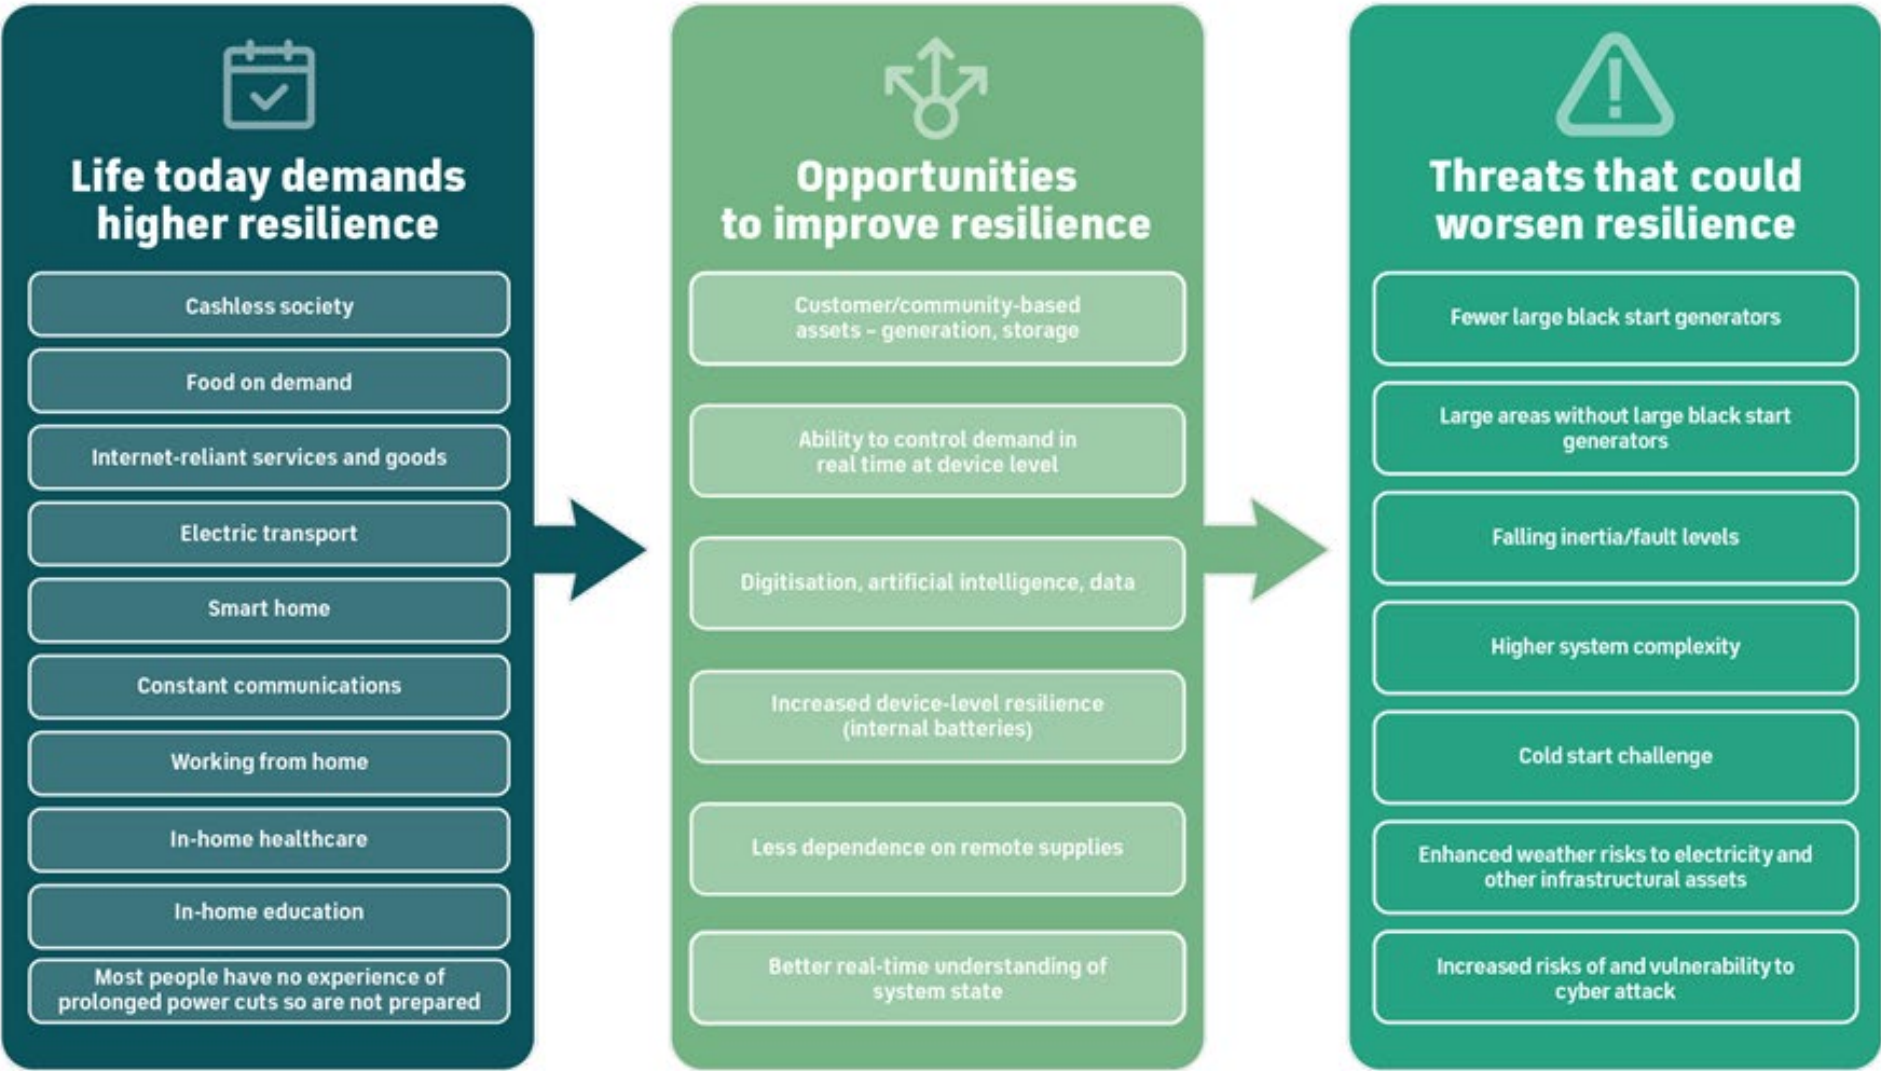 Life today demands
higher resilience
Cashless society
Food on demand
Internet-reliant services and goods
Electric transport
Smart home
Constant communications
Working from home
In-home healthcare
In-home education
Most people have no experience of
prolonged power cuts so are not prepared
Opportunities
to improve resilience
Customer/community-based
assets – generation, storage
Ability to control demand in
real time at device level
Digitisation, artificial intelligence, data
Increased device-level resilience
(internal batteries)
Less dependence on remote supplies
Better real-time understanding of
system state
Threats that could
worsen resilience
Fewer large black start generators
Large areas without large black start
generators
Falling inertia/fault levels
Higher system complexity
Cold start challenge
Enhanced weather risks to electricity and
other infrastructural assets
Increased risks of and vulnerability to
cyber attack